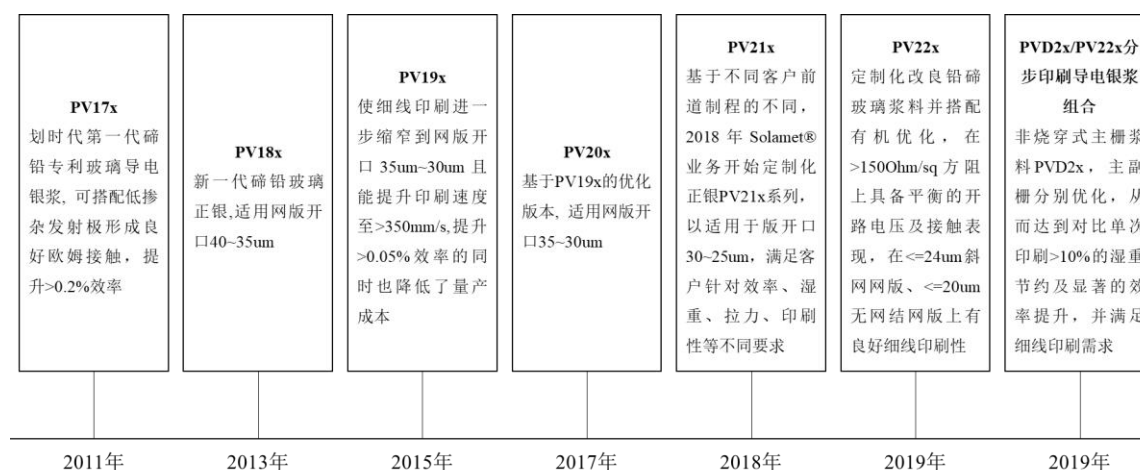 PV17x
划时代第一代碲
铅专利玻璃导电
银浆, 可搭配低掺
杂发射极形成良
好欧姆接触，提
升>0.2%效率
PV18x
新一代碲铅玻璃
正银,适用网版开
口40~35um
PV19x
使细线印刷进一
步缩窄到网版开
口 35um~30um 且
能提升印刷速度
至>350mm/s,提升
>0.05%效率的同
时也降低了量产
成本
PV20x
基于PV19x的优化
版本, 适用网版开
口35~30um
PV21x
基于不同客户前
道制程的不同，
2018 年 Solamet®
业务开始定制化
正银PV21x系列，
以适用于版开口
30~25um，满足客
户针对效率、湿
重、拉力、印刷
性等不同要求
PV22x
定制化改良铅碲
玻璃浆料并搭配
有机优化，在
>150Ohm/sq 方阻
上具备平衡的开
路电压及接触表
现，在<=24um斜
网网版、<=20um
无网结网版上有
良好细线印刷性
PVD2x/PV22x分
步印刷导电银浆
组合
非烧穿式主栅浆
料PVD2x，主副
栅分别优化，从
而达到对比单次
印刷>10%的湿重
节约及显著的效
率提升，并满足
细线印刷需求
2011年
2013年
2015年
2017年
2018年
2019年
2019年